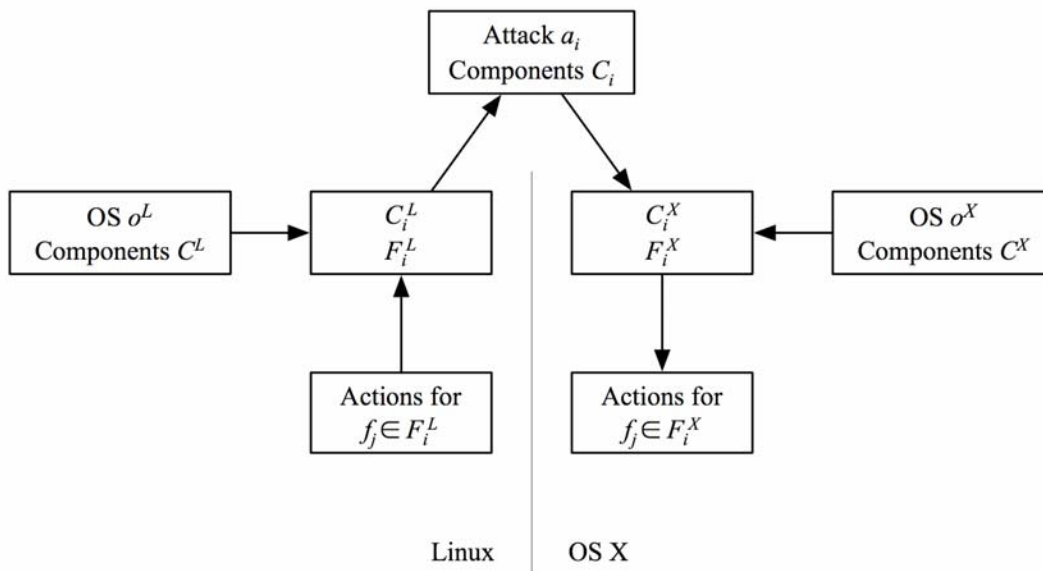 Attack a_i
Components C_i
OS o^L
Components C^L
C_i^L
F_i^L
C_i^X
F_i^X
OS o^X
Components C^X
Actions for
f_j ∈ F_i^L
Actions for
f_j ∈ F_i^X
Linux
OS X